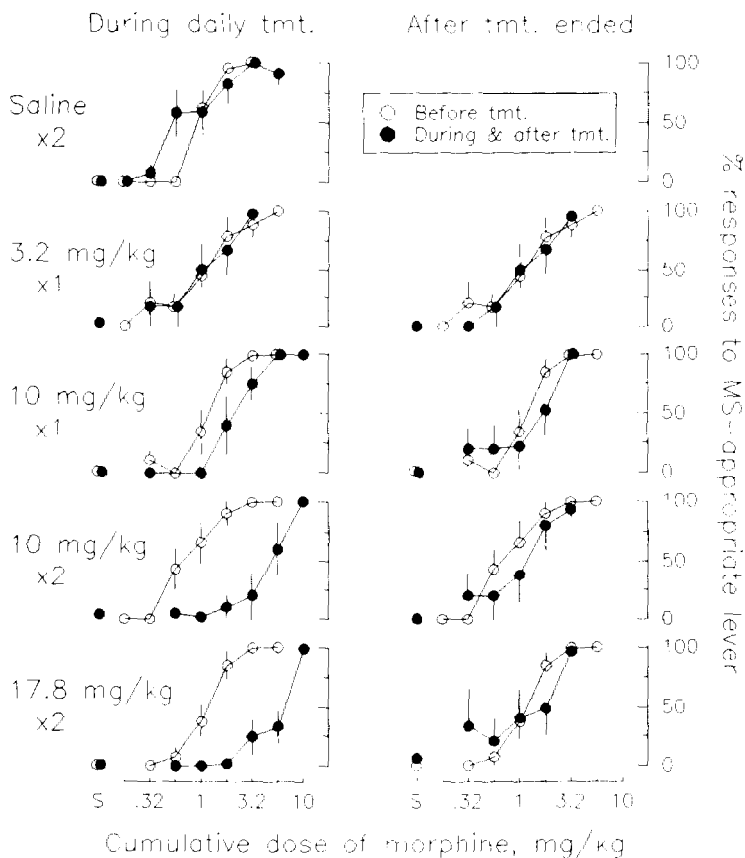 During daily tmt.
After tmt. ended
Saline
x2
Before tmt.
During & after tmt.
100
50
0
3.2 mg/kg
x1
100
50
0
10 mg/kg
x1
100
50
0
10 mg/kg
x2
100
50
0
17.8 mg/kg
x2
100
50
0
% responses to MS-appropriate lever
S .32 1 3.2 10
S .32 1 3.2 10
Cumulative dose of morphine, mg/kg